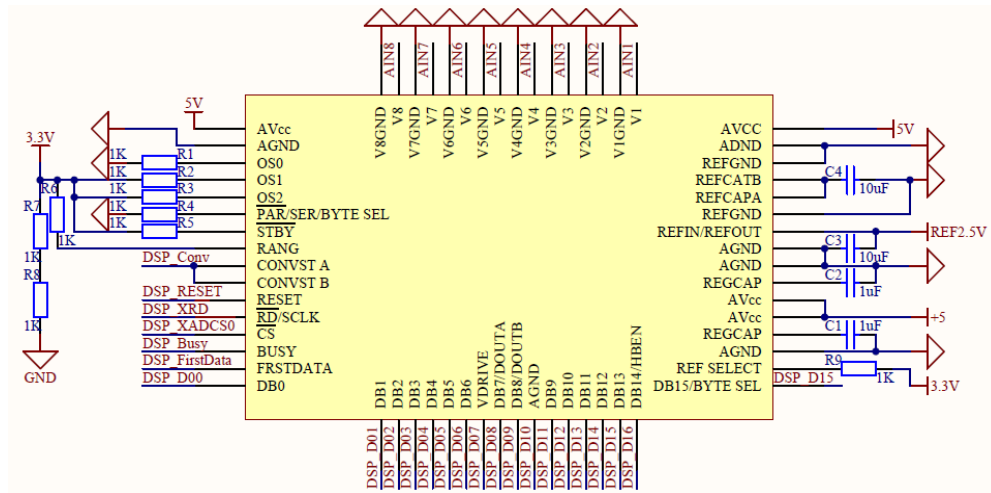 AIN8 AIN7 AIN6 AIN5 AIN4 AIN3 AIN2 AIN1
V8GND V8 V7GND V7 V6GND V6 V5GND V5 V4GND V4 V3GND V3 V2GND V2 V1GND V1
5V
3.3V
1K R1
1K R2
1K R3
1K R4
1K R5
R6
1K
R7
1K
R8
1K
GND
DSP_Conv
DSP_RESET
DSP_XRD
DSP_XADCS0
DSP_Busy
DSP_FirstData
DSP_D00
AVcc
AGND
OS0
OS1
OS2
PAR/SER/BYTE SEL
STBY
RANG
CONVST A
CONVST B
RESET
RD/SCLK
CS
BUSY
FRSTDATA
DB0
AVCC
ADND
REFGND
REFCATB
REFCAPA
REFGND
REFIN/REFOUT
AGND
AGND
REGCAP
AVcc
AVcc
REGCAP
AGND
REF SELECT
DB15/BYTE SEL
5V
C4
10uF
REF2.5V
C3
10uF
C2
1uF
+5
C1 1uF
R9
1K
DSP_D15
3.3V
DB1 DB2 DB3 DB4 DB5 DB6 VDRIVE DB7/DOUTA DB8/DOUTB AGND DB9 DB10 DB11 DB12 DB13 DB14/HBEN
DSP_D01 DSP_D02 DSP_D03 DSP_D04 DSP_D05 DSP_D06 DSP_D07 DSP_D08 DSP_D09 DSP_D10 DSP_D11 DSP_D12 DSP_D13 DSP_D14 DSP_D15 DSP_D16